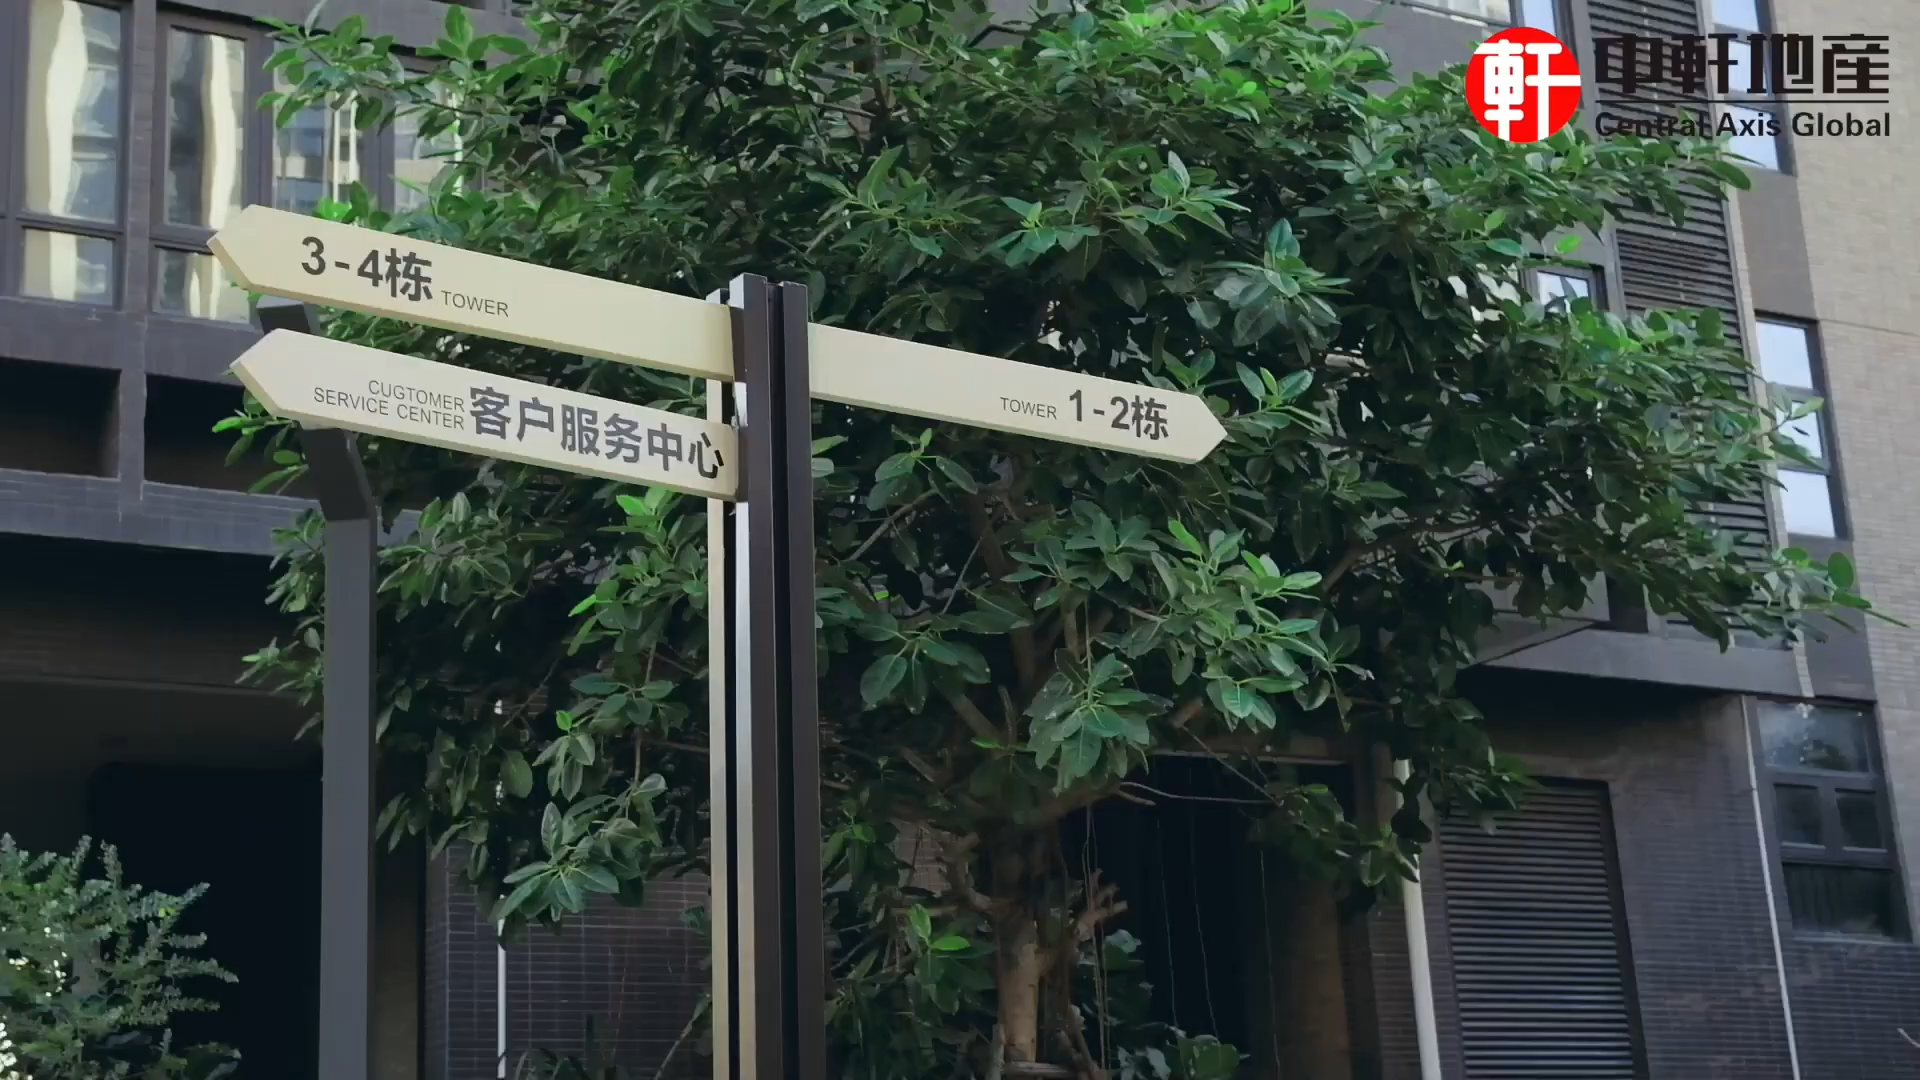 軒 中軒地産
Central Axis Global
3-4栋 TOWER
CUGTOMER
SERVICE CENTER 客户服务中心
TOWER 1-2栋